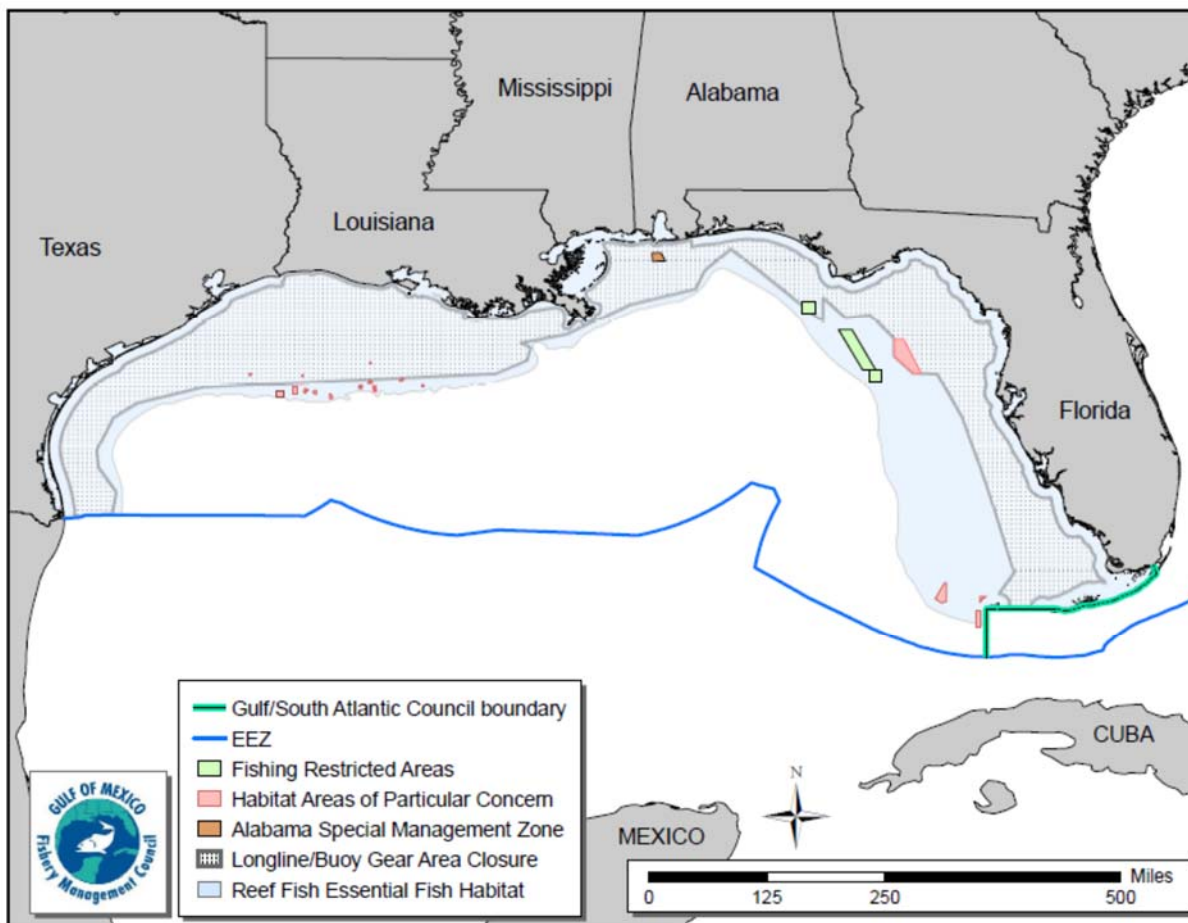 Mississippi
Alabama
Louisiana
Texas
Florida
Gulf/South Atlantic Council boundary
EEZ
Fishing Restricted Areas
Habitat Areas of Particular Concern
Alabama Special Management Zone
Longline/Buoy Gear Area Closure
Reef Fish Essential Fish Habitat
GULF OF MEXICO
Fishery Management Council
N
CUBA
MEXICO
Miles
0 125 250 500